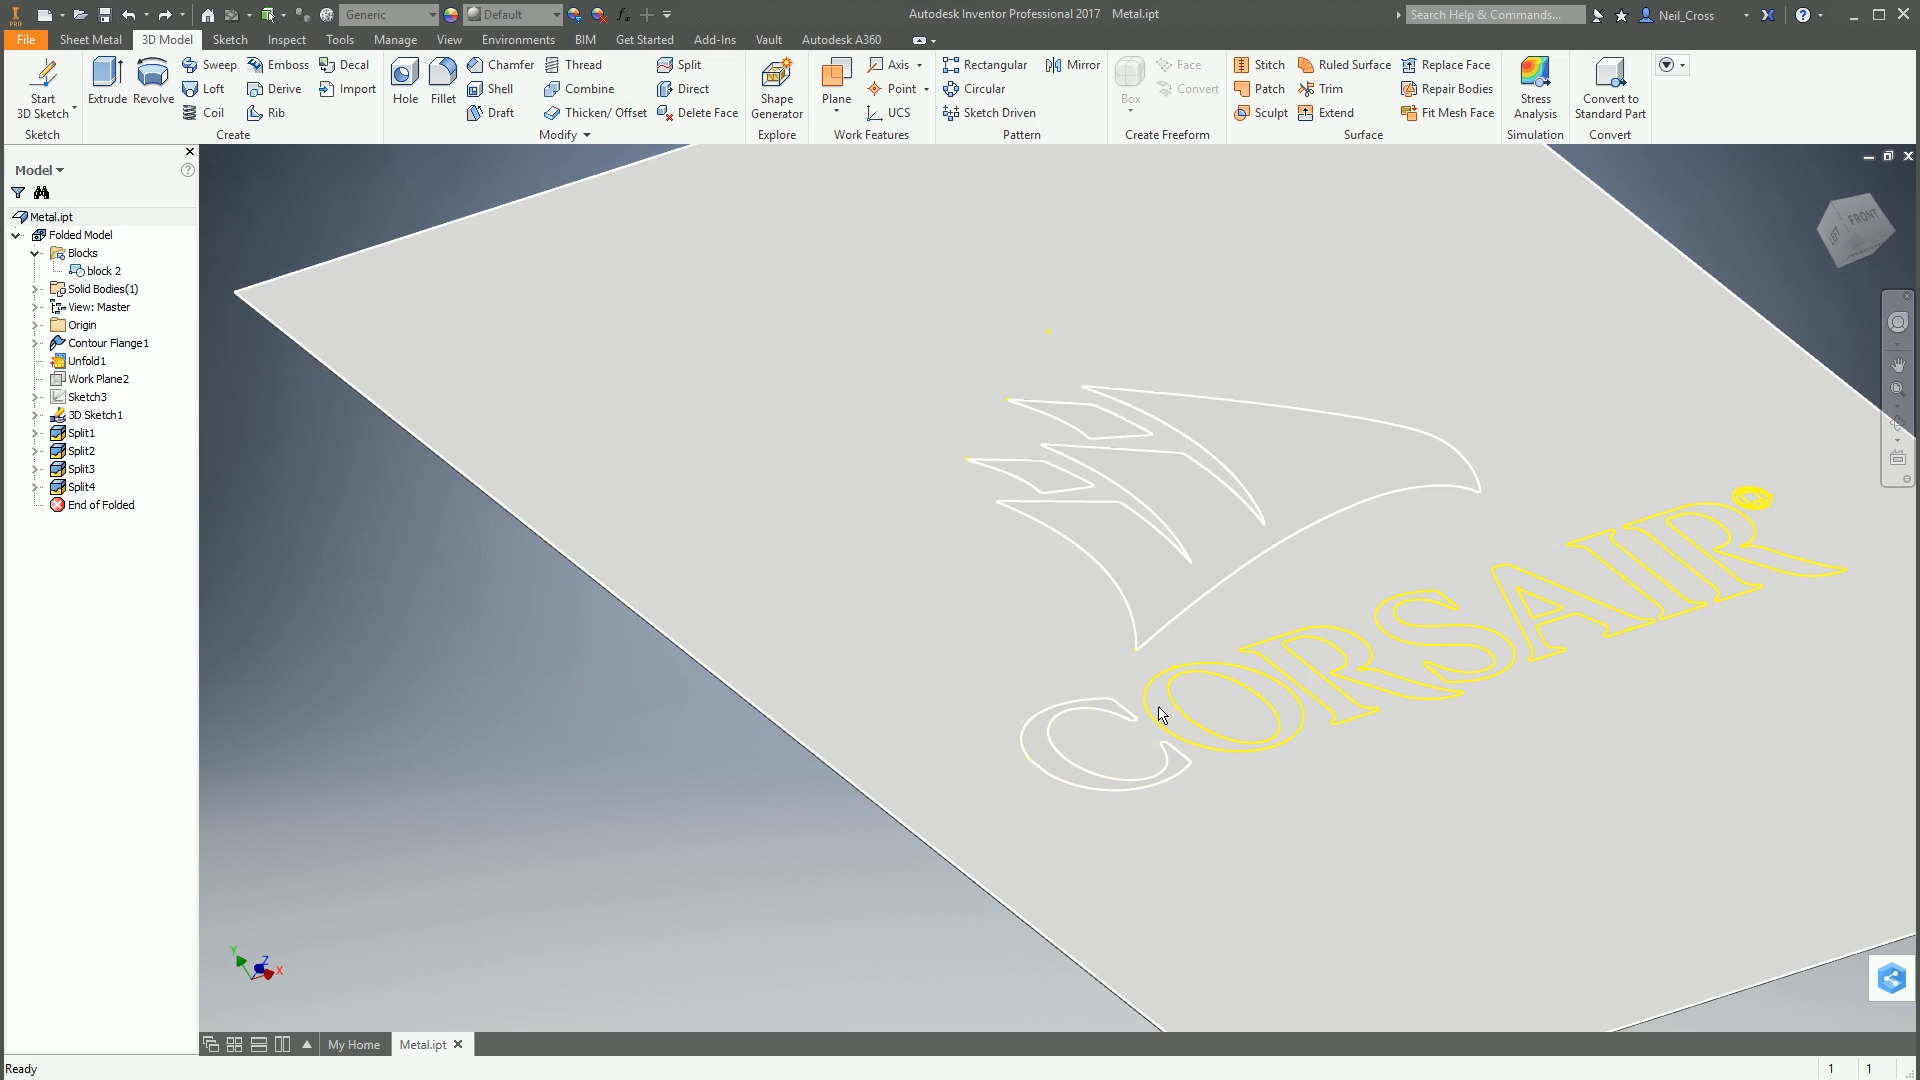 Generic
Default
Autodesk Inventor Professional 2017 Metal.ipt
Search Help & Commands...
Neil_Cross
File Sheet Metal 3D Model Sketch Inspect Tools Manage View Environments BIM Get Started Add-Ins Vault Autodesk A360
Start 3D Sketch
Sketch
Extrude Revolve
Sweep Emboss Decal
Loft Derive Import
Coil Rib
Create
Hole Fillet
Chamfer Thread Split
Shell Combine Direct
Draft Thicken/ Offset Delete Face
Modify
Shape Generator
Explore
Plane
Axis
Point
UCS
Work Features
Rectangular Mirror
Circular
Sketch Driven
Pattern
Box
Face
Convert
Create Freeform
Stitch Ruled Surface Replace Face
Patch Trim Repair Bodies
Sculpt Extend Fit Mesh Face
Surface
Stress Analysis
Simulation
Convert to Standard Part
Convert
Model
Metal.ipt
Folded Model
Blocks
block 2
Solid Bodies(1)
View: Master
Origin
Contour Flange1
Unfold1
Work Plane2
Sketch3
3D Sketch1
Split1
Split2
Split3
Split4
End of Folded
LEFT FRONT
CORSAIR
Y Z X
My Home Metal.ipt
Ready
1 1